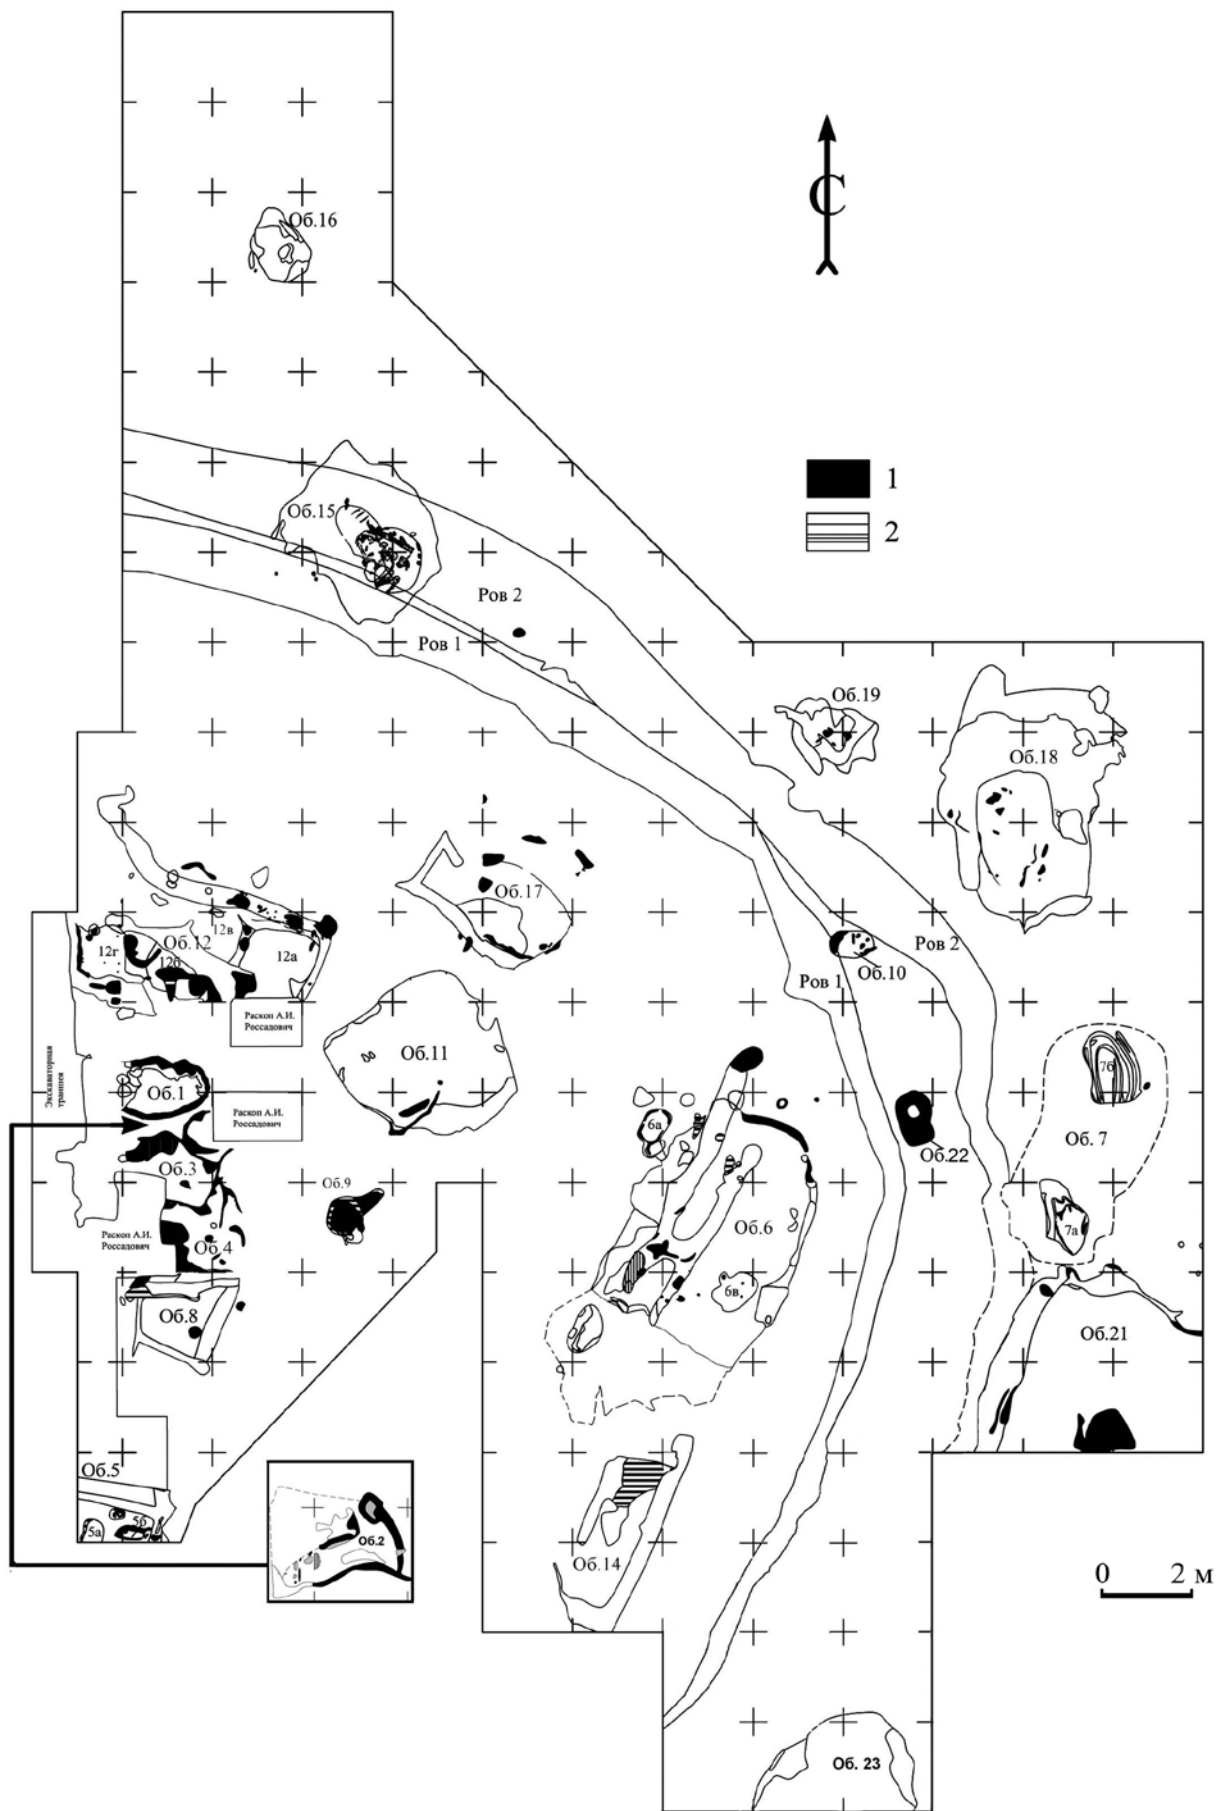 Об.16
С
1
2
Об.15
Ров 2
Ров 1
Об.19
Об.18
Об.17
12в
Об.12
12г
12б
12а
Ров 2
Об.10
Ров 1
Раскоп А.И.
Россадович
Экскаваторная
траншея
Об.11
Об.1
7б
Раскоп А.И.
Россадович
6а
Об. 7
Об.22
Об.3
Об.9
Раскоп А.И.
Россадович
Об.4
Об.6
7а
6в
Об.8
Об.21
Об.5
5а
5б
Об.2
Об.14
0 2 м
Об. 23